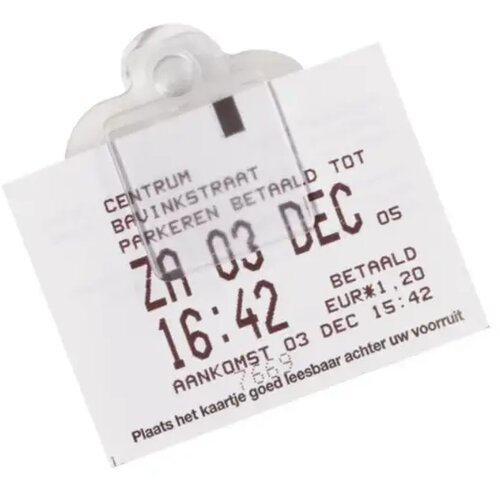 CENTRUM
BAVINKSTRAAT
PARKEREN BETAALD TOT
ZA 03 DEC 05
16:42 BETAALD
EUR*1,20
AANKOMST 03 DEC 15:42
7669
Plaats het kaartje goed leesbaar achter uw voorruit